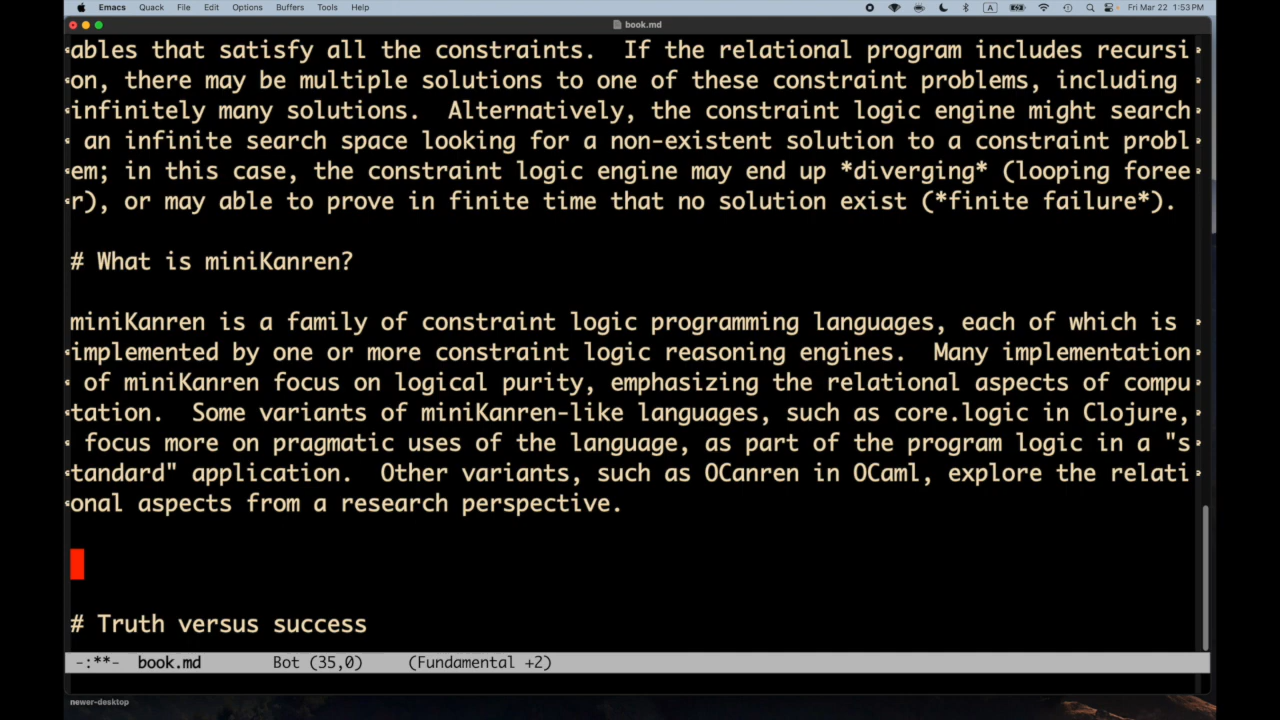 Emacs Quack File Edit Options Buffers Tools Help Fri Mar 22 1:53 PM
book.md
ables that satisfy all the constraints.  If the relational program includes recursi
on, there may be multiple solutions to one of these constraint problems, including
infinitely many solutions.  Alternatively, the constraint logic engine might search
 an infinite search space looking for a non-existent solution to a constraint probl
em; in this case, the constraint logic engine may end up *diverging* (looping foree
r), or may able to prove in finite time that no solution exist (*finite failure*).
# What is miniKanren?
miniKanren is a family of constraint logic programming languages, each of which is
implemented by one or more constraint logic reasoning engines.  Many implementation
 of miniKanren focus on logical purity, emphasizing the relational aspects of compu
tation.  Some variants of miniKanren-like languages, such as core.logic in Clojure,
 focus more on pragmatic uses of the language, as part of the program logic in a "s
tandard" application.  Other variants, such as OCanren in OCaml, explore the relati
onal aspects from a research perspective.
# Truth versus success
-:**-  book.md      Bot (35,0)     (Fundamental +2)
newer-desktop